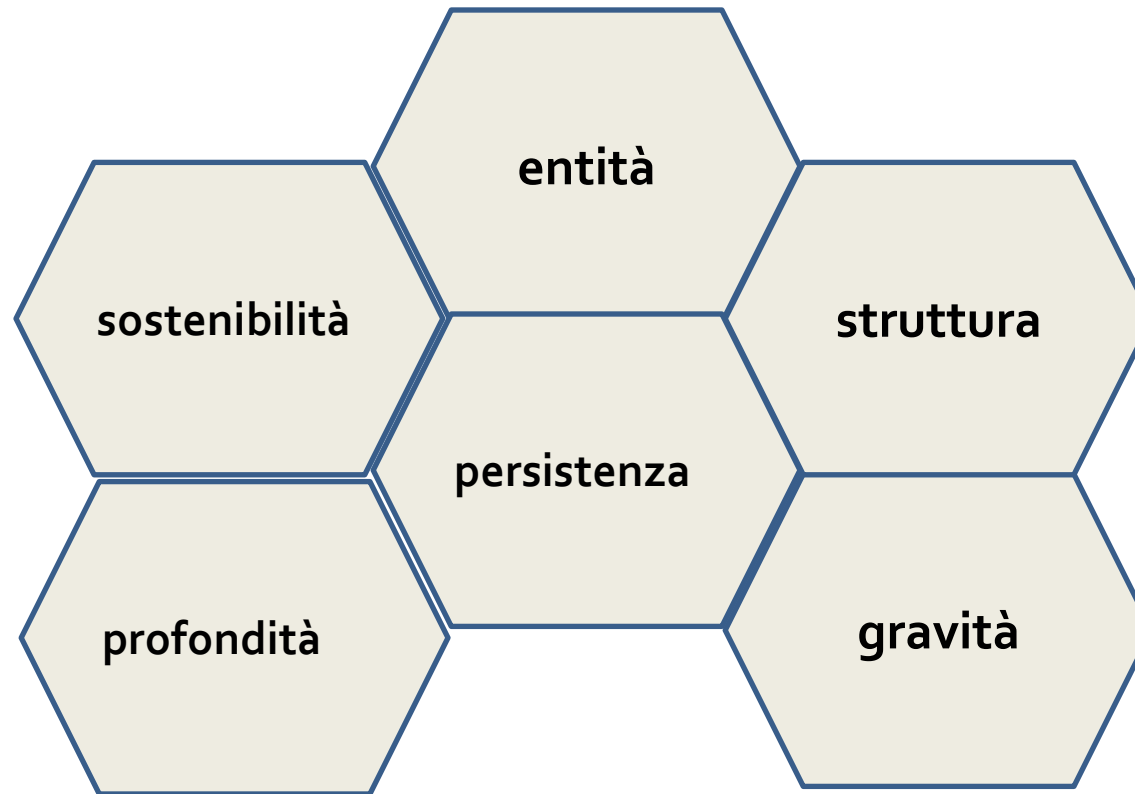 entità
sostenibilità
struttura
persistenza
profondità
gravità